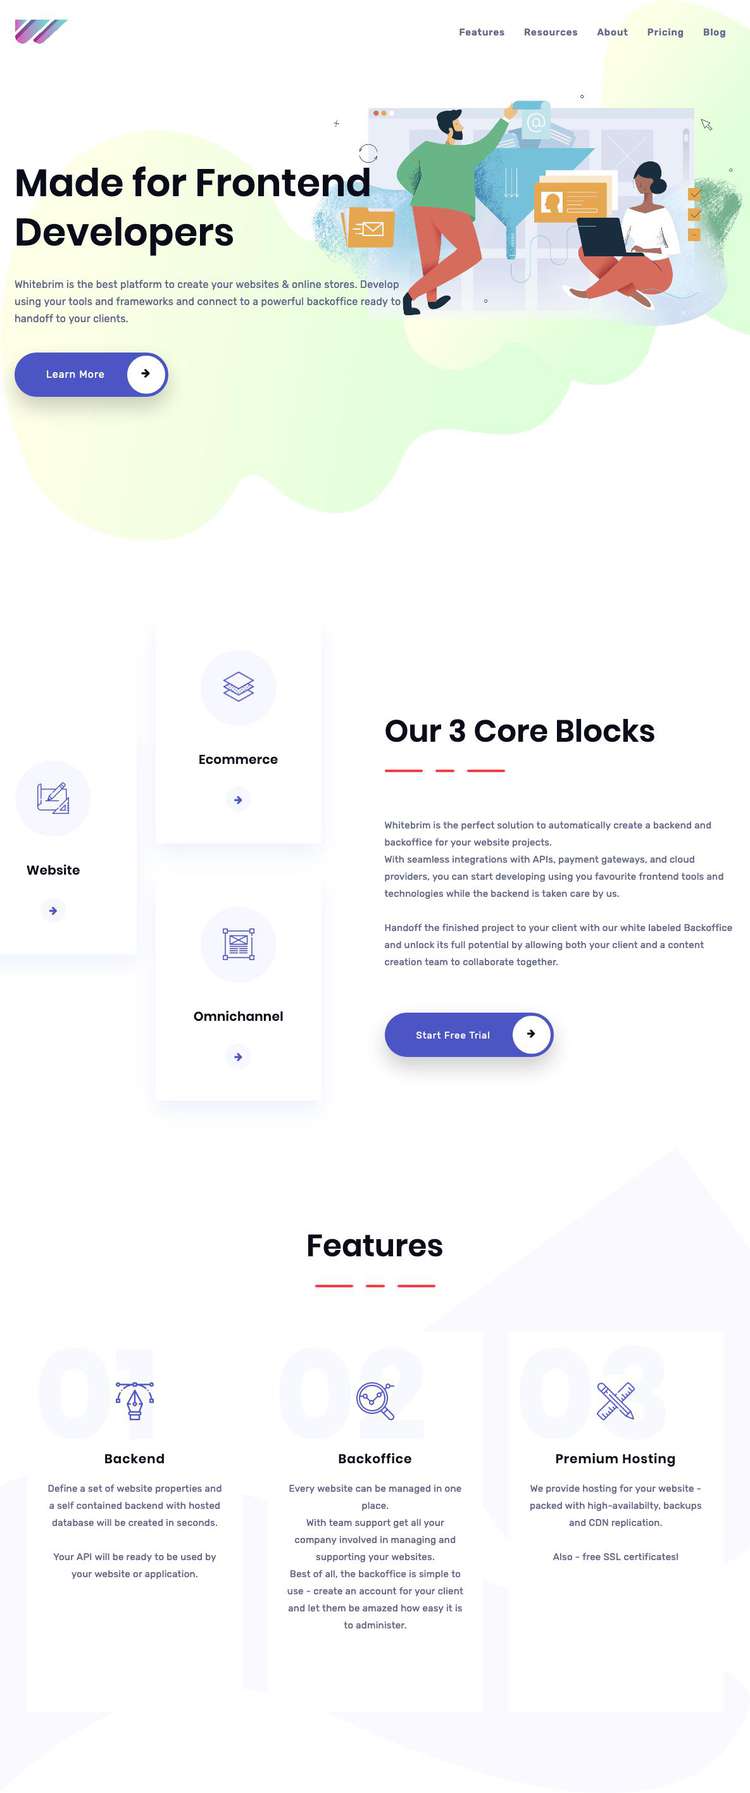 Features Resources About Pricing Blog
Made for Frontend
Developers
Whitebrim is the best platform to create your websites & online stores. Develop
using your tools and frameworks and connect to a powerful backoffice ready to
handoff to your clients.
Learn More
Ecommerce
Website
Omnichannel
Our 3 Core Blocks
Whitebrim is the perfect solution to automatically create a backend and
backoffice for your website projects.
With seamless integrations with APIs, payment gateways, and cloud
providers, you can start developing using you favourite frontend tools and
technologies while the backend is taken care by us.
Handoff the finished project to your client with our white labeled Backoffice
and unlock its full potential by allowing both your client and a content
creation team to collaborate together.
Start Free Trial
Features
01
Backend
Define a set of website properties and
a self contained backend with hosted
database will be created in seconds.
Your API will be ready to be used by
your website or application.
02
Backoffice
Every website can be managed in one
place.
With team support get all your
company involved in managing and
supporting your websites.
Best of all, the backoffice is simple to
use - create an account for your client
and let them be amazed how easy it is
to administer.
03
Premium Hosting
We provide hosting for your website -
packed with high-availabilty, backups
and CDN replication.
Also - free SSL certificates!